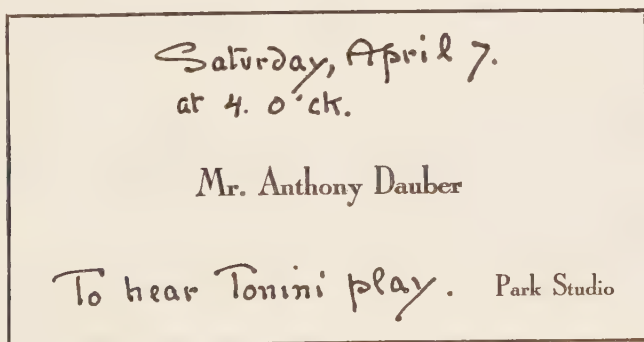 Saturday, April 7.
at 4. o'ck.
Mr. Anthony Dauber
To hear Tonini play. Park Studio